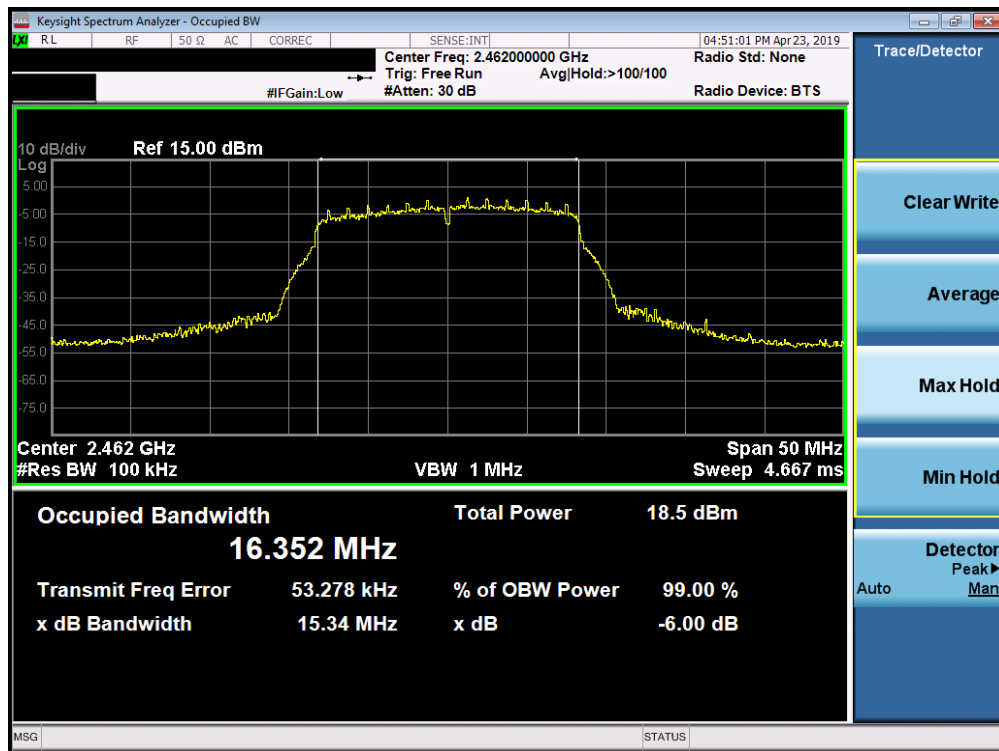 Keysight Spectrum Analyzer - Occupied BW
LXI RL RF 50 Ω AC CORREC SENSE:INT 04:51:01 PM Apr 23, 2019
Center Freq: 2.462000000 GHz Radio Std: None
Trig: Free Run Avg|Hold:>100/100
#IFGain:Low #Atten: 30 dB Radio Device: BTS
Trace/Detector
10 dB/div Ref 15.00 dBm
Log
5.00
-5.00
-15.0
-25.0
-35.0
-45.0
-55.0
-65.0
-75.0
Center 2.462 GHz Span 50 MHz
#Res BW 100 kHz VBW 1 MHz Sweep 4.667 ms
Occupied Bandwidth Total Power 18.5 dBm
16.352 MHz
Transmit Freq Error 53.278 kHz % of OBW Power 99.00 %
x dB Bandwidth 15.34 MHz x dB -6.00 dB
Clear Write
Average
Max Hold
Min Hold
Detector
Peak▶
Auto Man
MSG STATUS